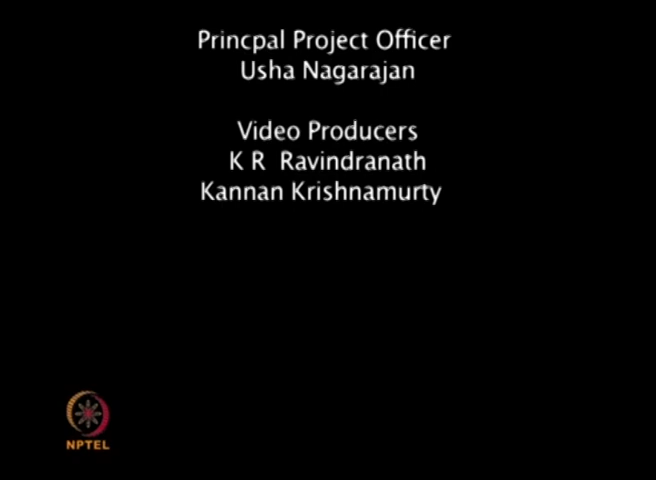 Princpal Project Officer
Usha Nagarajan
Video Producers
K R Ravindranath
Kannan Krishnamurty
NPTEL